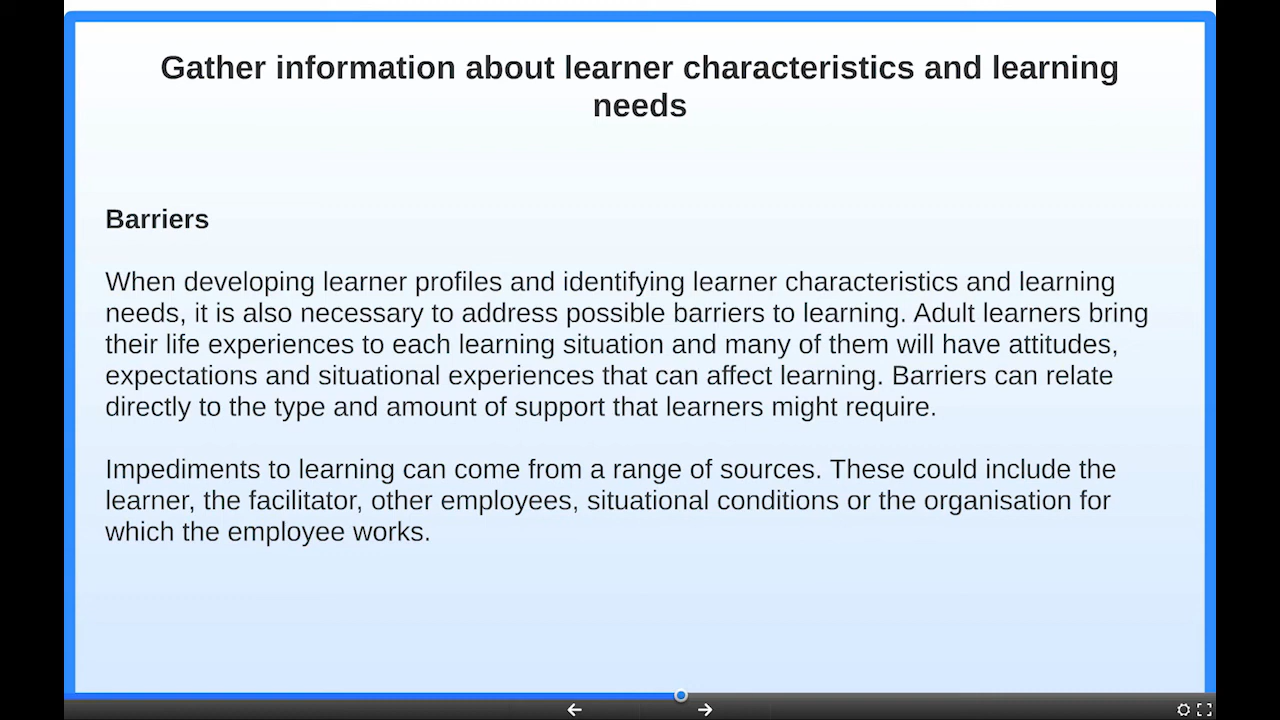 Gather information about learner characteristics and learning
needs
Barriers
When developing learner profiles and identifying learner characteristics and learning
needs, it is also necessary to address possible barriers to learning. Adult learners bring
their life experiences to each learning situation and many of them will have attitudes,
expectations and situational experiences that can affect learning. Barriers can relate
directly to the type and amount of support that learners might require.
Impediments to learning can come from a range of sources. These could include the
learner, the facilitator, other employees, situational conditions or the organisation for
which the employee works.